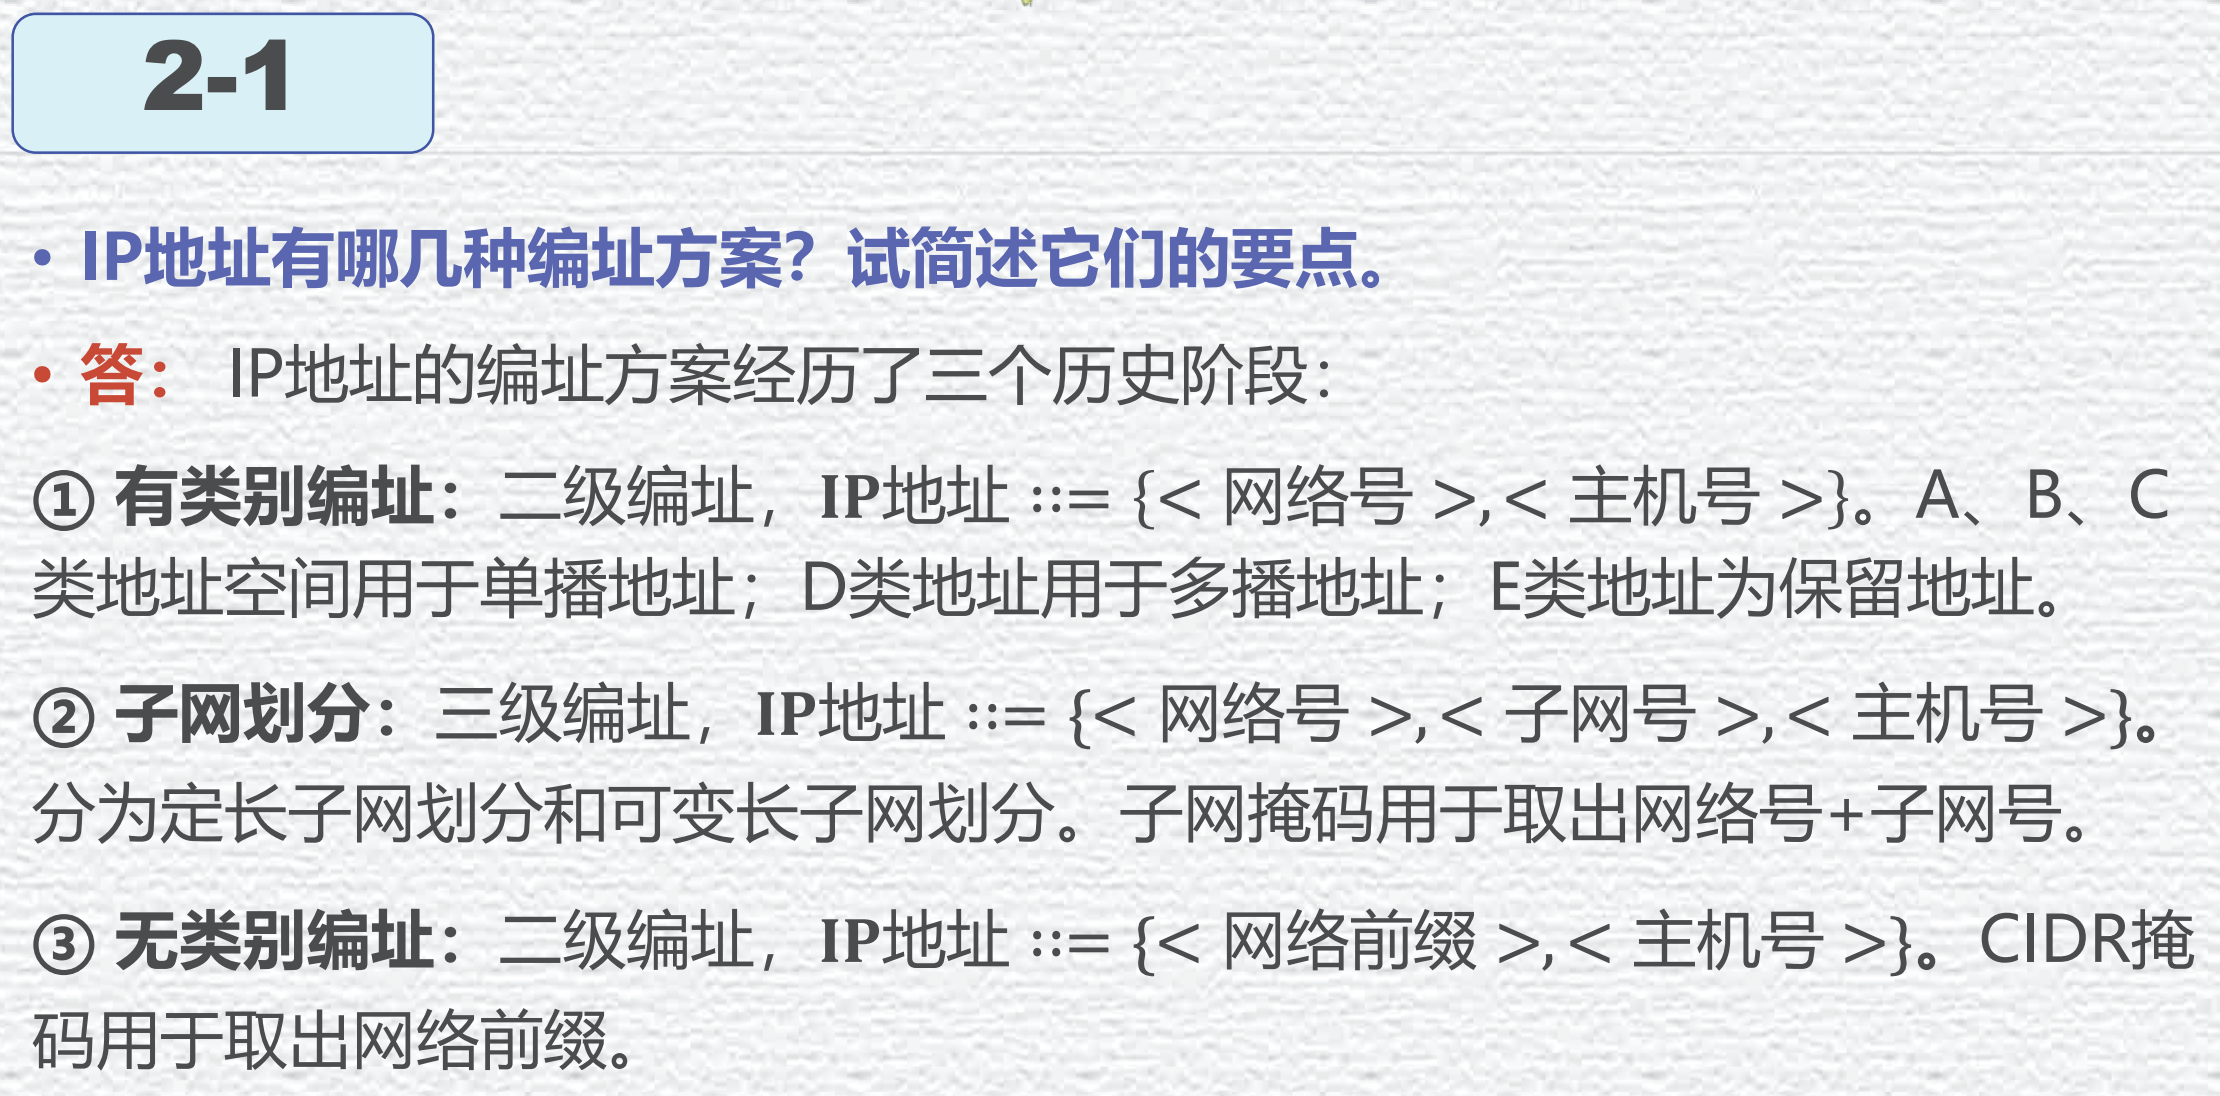 2-1
• IP地址有哪几种编址方案？试简述它们的要点。
• 答： IP地址的编址方案经历了三个历史阶段：
① 有类别编址：二级编址，IP地址 ::= {< 网络号 >, < 主机号 >}。A、B、C
类地址空间用于单播地址；D类地址用于多播地址；E类地址为保留地址。
② 子网划分：三级编址，IP地址 ::= {< 网络号 >, < 子网号 >, < 主机号 >}。
分为定长子网划分和可变长子网划分。子网掩码用于取出网络号+子网号。
③ 无类别编址：二级编址，IP地址 ::= {< 网络前缀 >, < 主机号 >}。CIDR掩
码用于取出网络前缀。